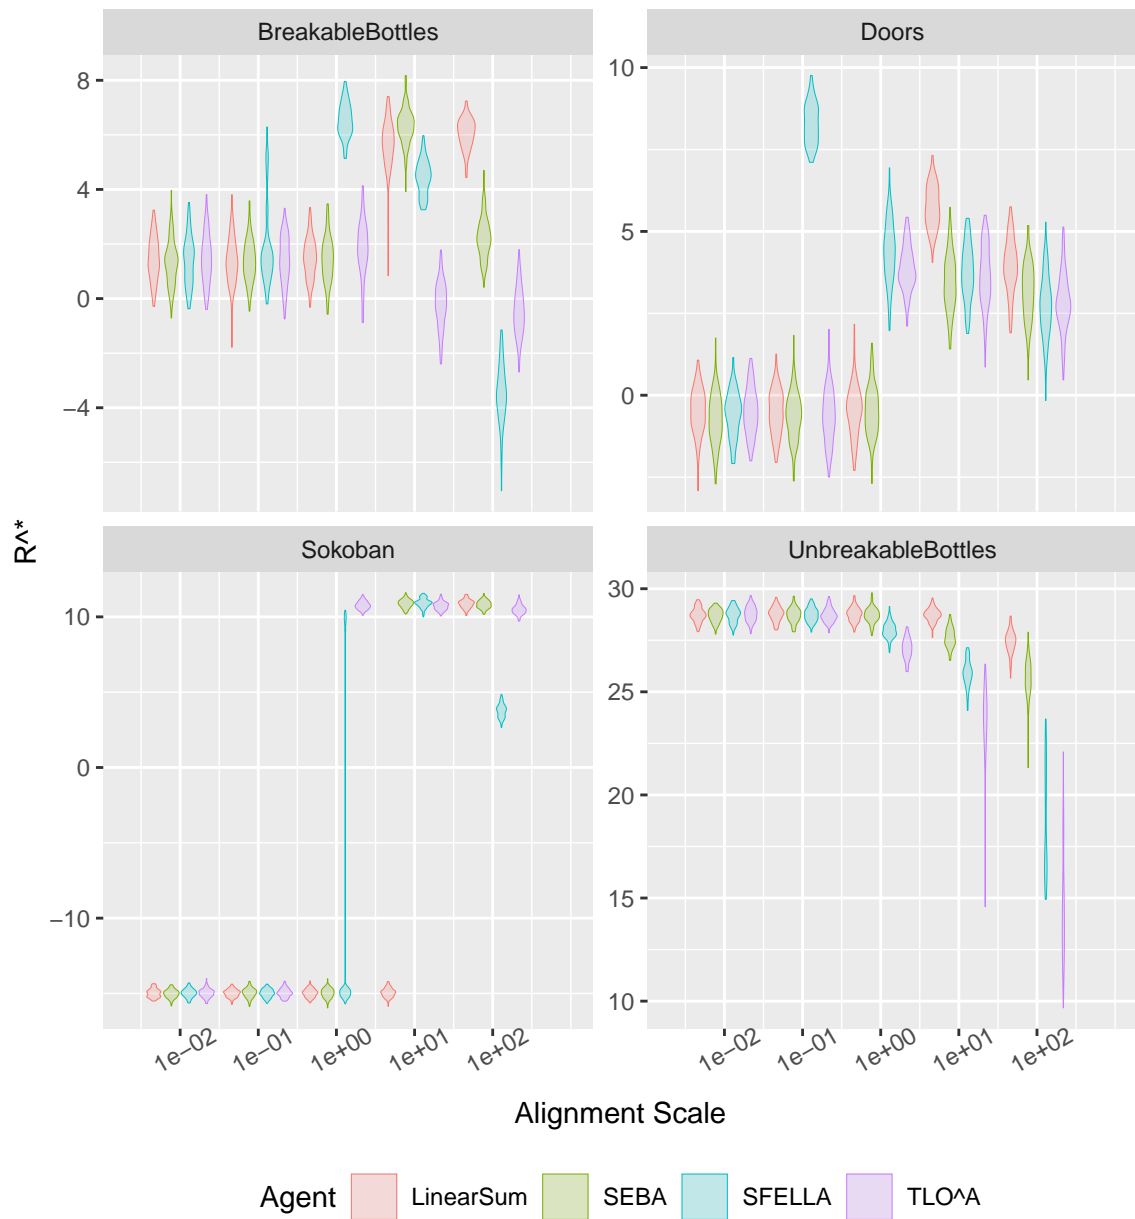 BreakableBottles
Doors
8
4
0
−4
10
5
0
R^*
Sokoban
UnbreakableBottles
10
0
−10
30
25
20
15
10
1e−02
1e−01
1e+00
1e+01
1e+02
1e−02
1e−01
1e+00
1e+01
1e+02
Alignment Scale
Agent LinearSum SEBA SFELLA TLO^A